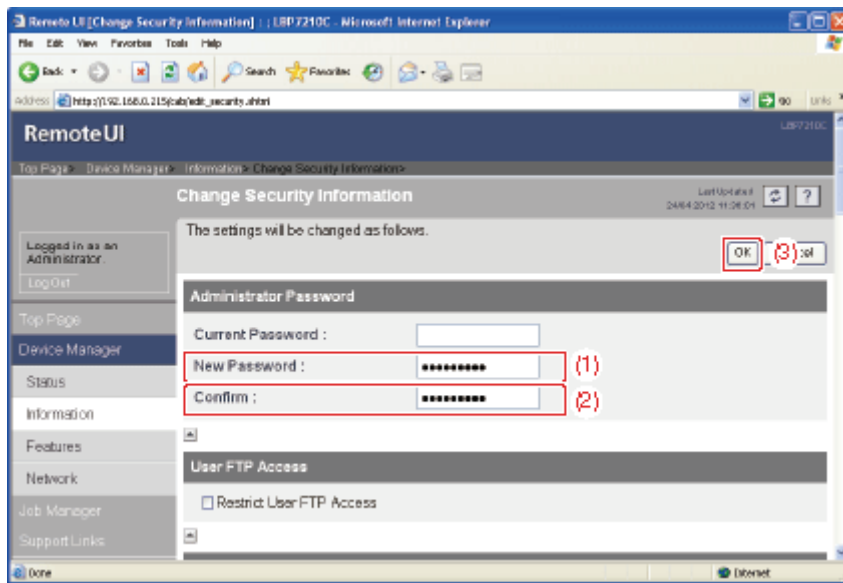 Remote UI [Change Security Information] : ; LBP7210C - Microsoft Internet Explorer
File Edit View Favorites Tools Help
Back Search Favorites
Address http://192.168.0.215/cab/edit_security.shtml Go Links
Remote UI LBP7210C
Top Page> Device Manager> Information> Change Security Information>
Change Security Information
Last Updated
24/04/2012 11:36:01
?
The settings will be changed as follows.
Logged in as an
Administrator.
Log Out
OK (3)
Administrator Password
Top Page
Current Password :
Device Manager
New Password : ●●●●●●●●● (1)
Status
Confirm : ●●●●●●●●● (2)
Information
Features
User FTP Access
Network
Restrict User FTP Access
Job Manager
Support Links
Done Internet